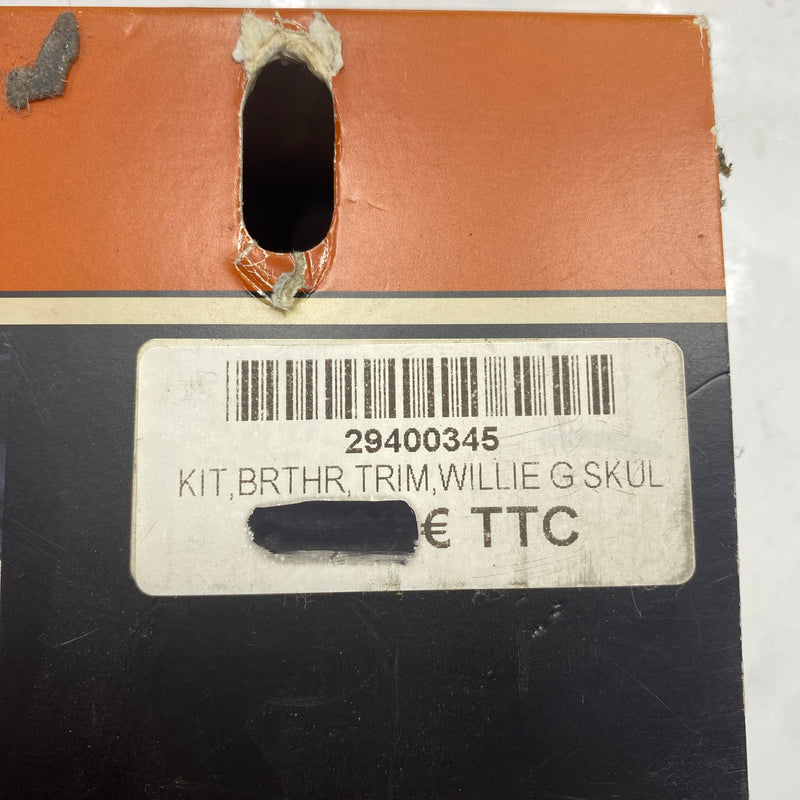 29400345
KIT,BRTHR,TRIM,WILLIE G SKUL
€ TTC